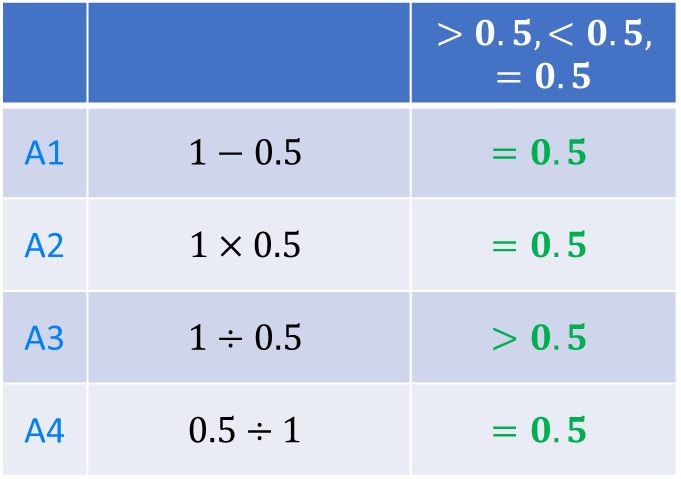 > 0.5, < 0.5,
= 0.5
A1 1 − 0.5 = 0.5
A2 1 × 0.5 = 0.5
A3 1 ÷ 0.5 > 0.5
A4 0.5 ÷ 1 = 0.5